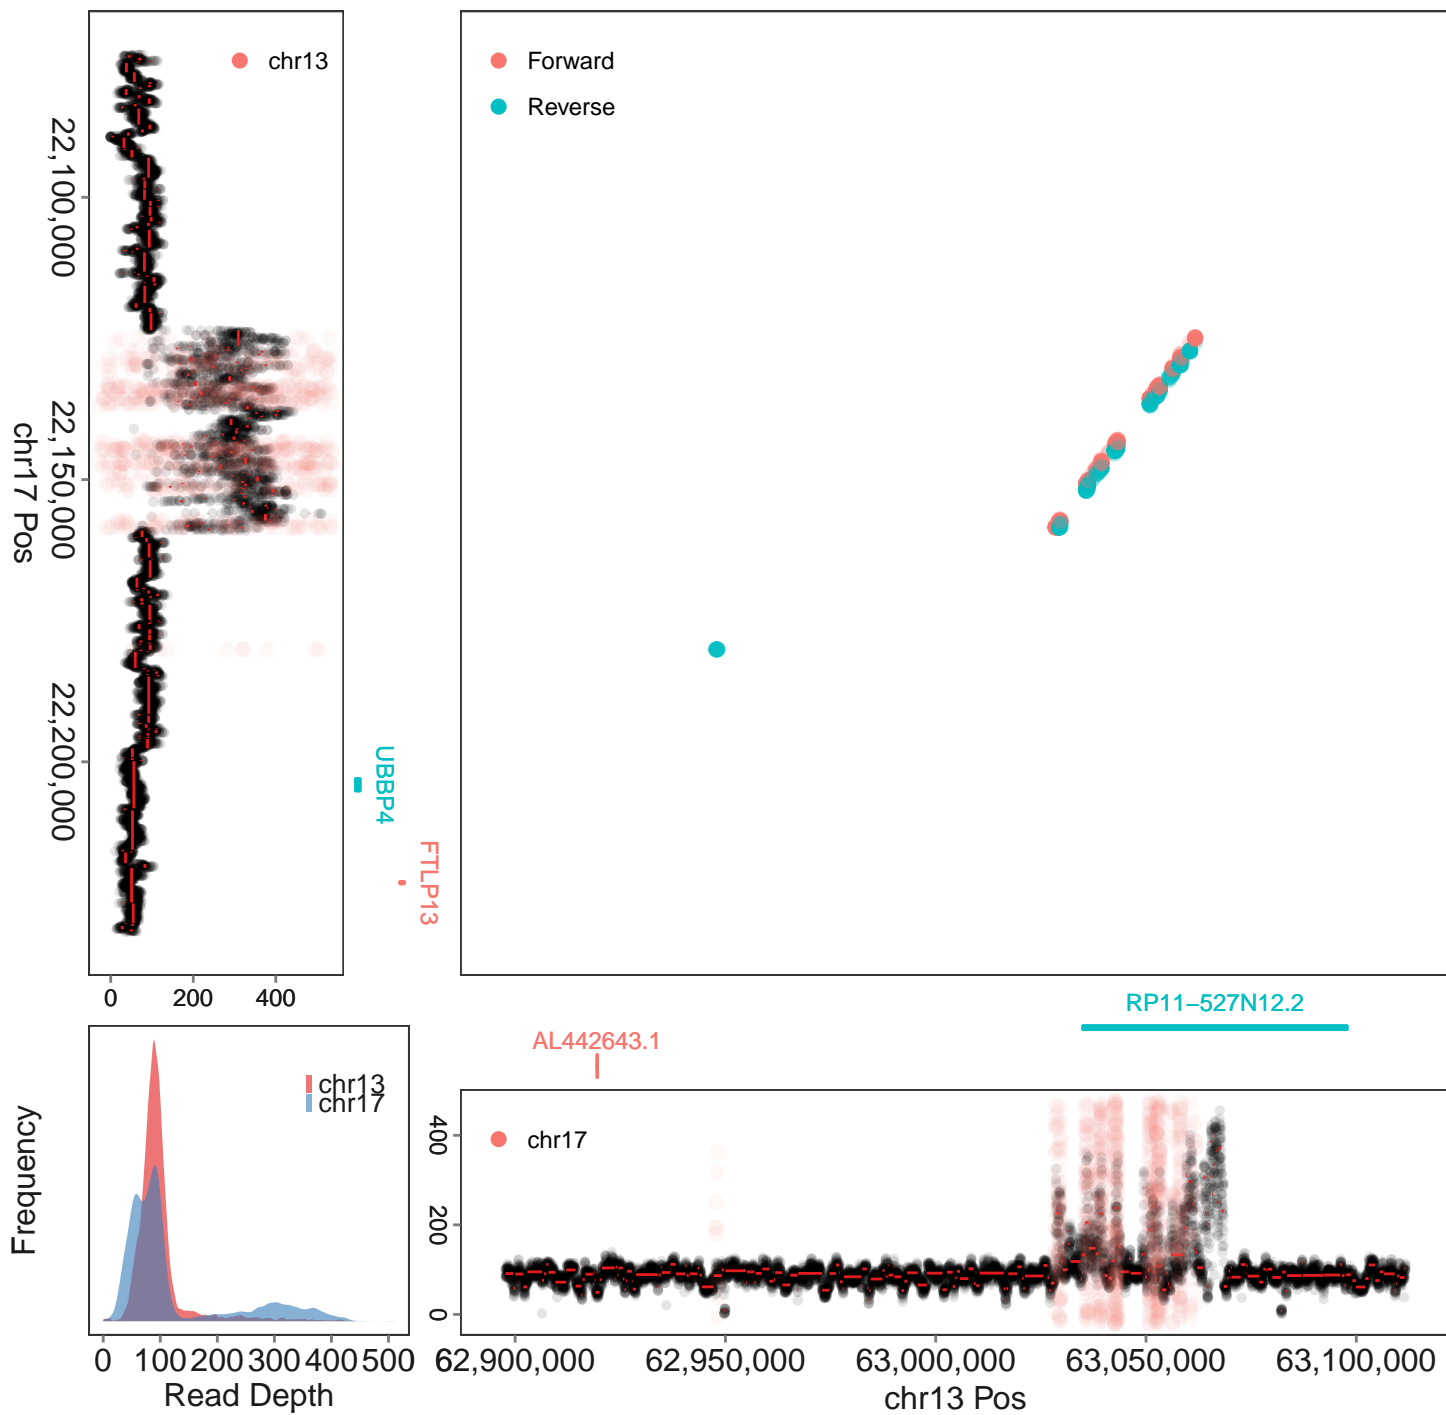 chr13
Forward
Reverse
22,100,000
22,150,000
22,200,000
chr17 Pos
UBBP4
FTLP13
0 200 400
RP11−527N12.2
AL442643.1
chr13
chr17
Frequency
0 100 200 300 400 500
Read Depth
chr17
400
200
0
62,900,000 62,950,000 63,000,000 63,050,000 63,100,000
chr13 Pos